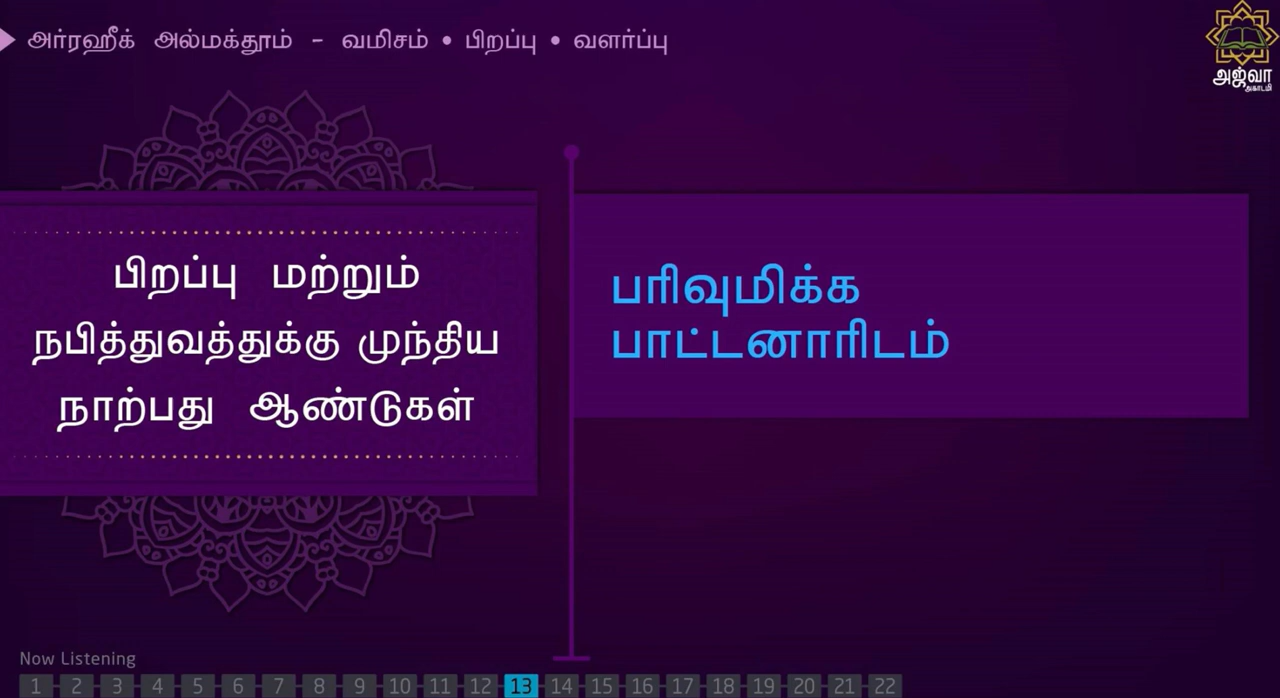 அர்ரஹீக் அல்மக்தூம் - வமிசம் • பிறப்பு • வளர்ப்பு
அஜ்வா
அகாடமி
பிறப்பு மற்றும்
நபித்துவத்துக்கு முந்திய
நாற்பது ஆண்டுகள்
பரிவுமிக்க
பாட்டனாரிடம்
Now Listening
1 2 3 4 5 6 7 8 9 10 11 12 13 14 15 16 17 18 19 20 21 22